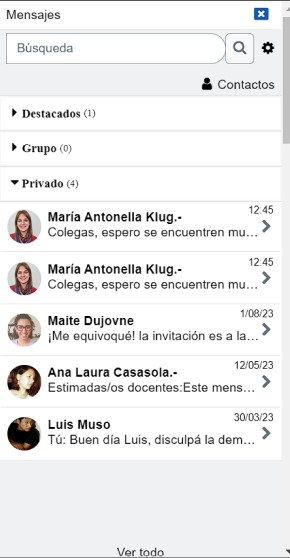 Mensajes
Búsqueda
Contactos
Destacados (1)
Grupo (0)
Privado (4)
12:45
María Antonella Klug.-
Colegas, espero se encuentren mu...
12:45
María Antonella Klug.-
Colegas, espero se encuentren mu...
1/08/23
Maite Dujovne
¡Me equivoqué! la invitación es a la...
12/05/23
Ana Laura Casasola.-
Estimadas/os docentes:Este mens...
30/03/23
Luis Muso
Tú: Buen día Luis, disculpá la dem...
Ver todo